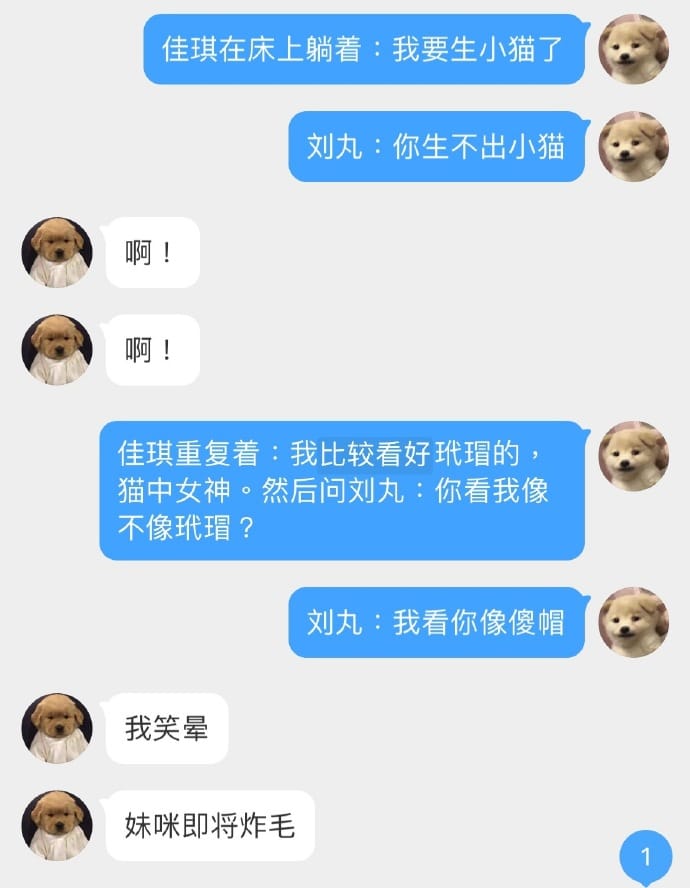 佳琪在床上躺着：我要生小猫了
刘丸：你生不出小猫
啊！
啊！
佳琪重复着：我比较看好玳瑁的，
猫中女神。然后问刘丸：你看我像
不像玳瑁？
刘丸：我看你像傻帽
我笑晕
妹咪即将炸毛
1